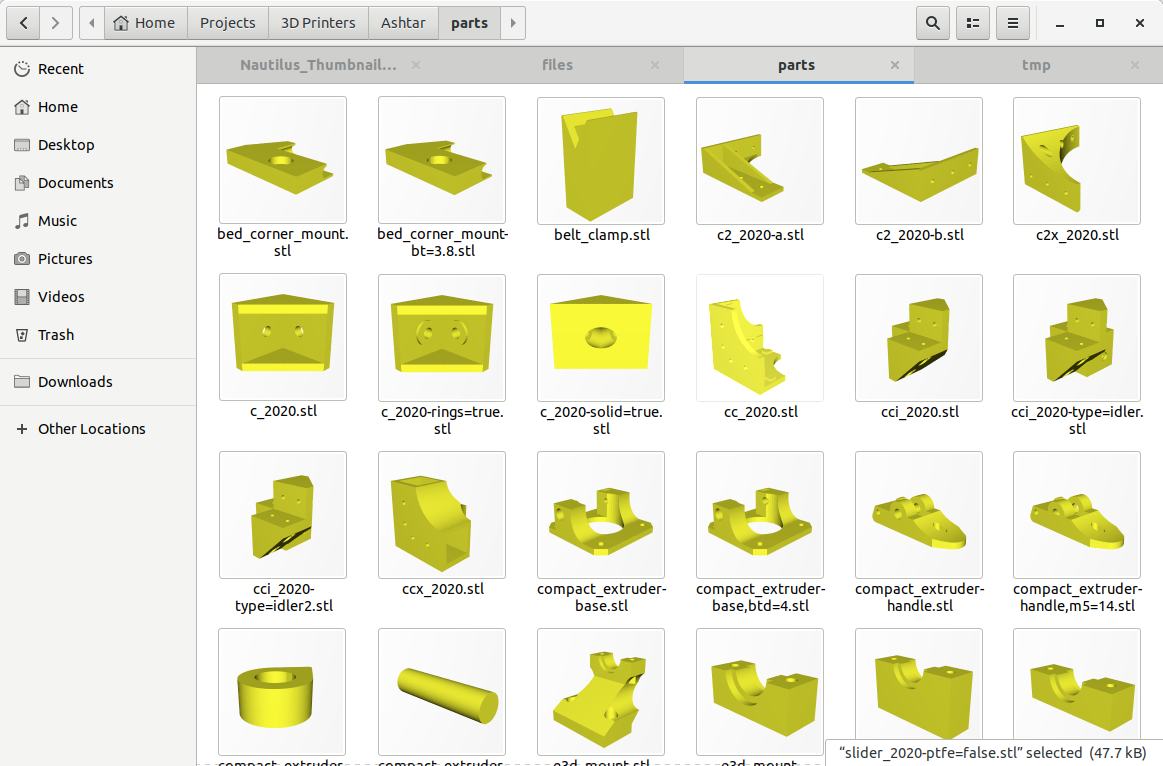 Home Projects 3D Printers Ashtar parts
Nautilus_Thumbnail... files parts tmp
Recent
Home
Desktop
Documents
Music
Pictures
Videos
Trash
Downloads
Other Locations
bed_corner_mount.
stl
bed_corner_mount-
bt=3.8.stl
belt_clamp.stl
c2_2020-a.stl
c2_2020-b.stl
c2x_2020.stl
c_2020.stl
c_2020-rings=true.
stl
c_2020-solid=true.
stl
cc_2020.stl
cci_2020.stl
cci_2020-type=idler.
stl
cci_2020-
type=idler2.stl
ccx_2020.stl
compact_extruder-
base.stl
compact_extruder-
base,btd=4.stl
compact_extruder-
handle.stl
compact_extruder-
handle,m5=14.stl
compact_extruder-
compact_extruder-
e3d_mount.stl
e3d_mount-
“slider_2020-ptfe=false.stl” selected (47.7 kB)